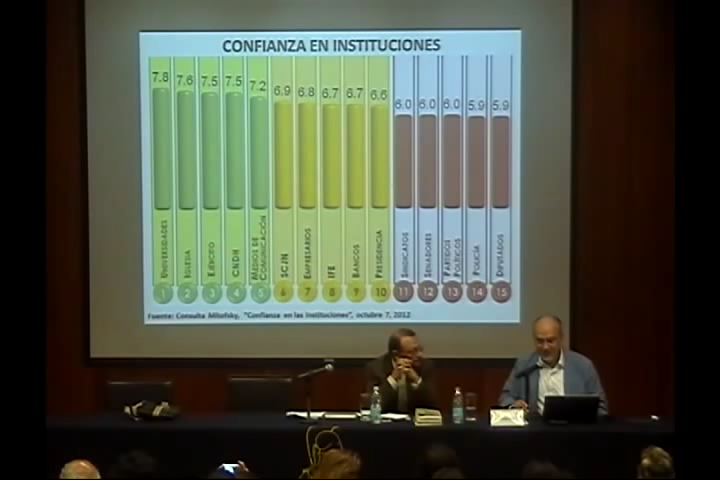 CONFIANZA EN INSTITUCIONES
7.8 7.6 7.5 7.5 7.2 6.9 6.8 6.7 6.7 6.6 6.0 6.0 6.0 5.9 5.9
UNIVERSIDADES
IGLESIA
EJÉRCITO
CNDH
MEDIOS DE
COMUNICACIÓN
SCJN
EMPRESARIOS
IFE
BANCOS
PRESIDENCIA
SINDICATOS
SENADORES
PARTIDOS
POLÍTICOS
POLICÍA
DIPUTADOS
1 2 3 4 5 6 7 8 9 10 11 12 13 14 15
Fuente: Consulta Mitofsky, "Confianza en las instituciones", octubre 7, 2012